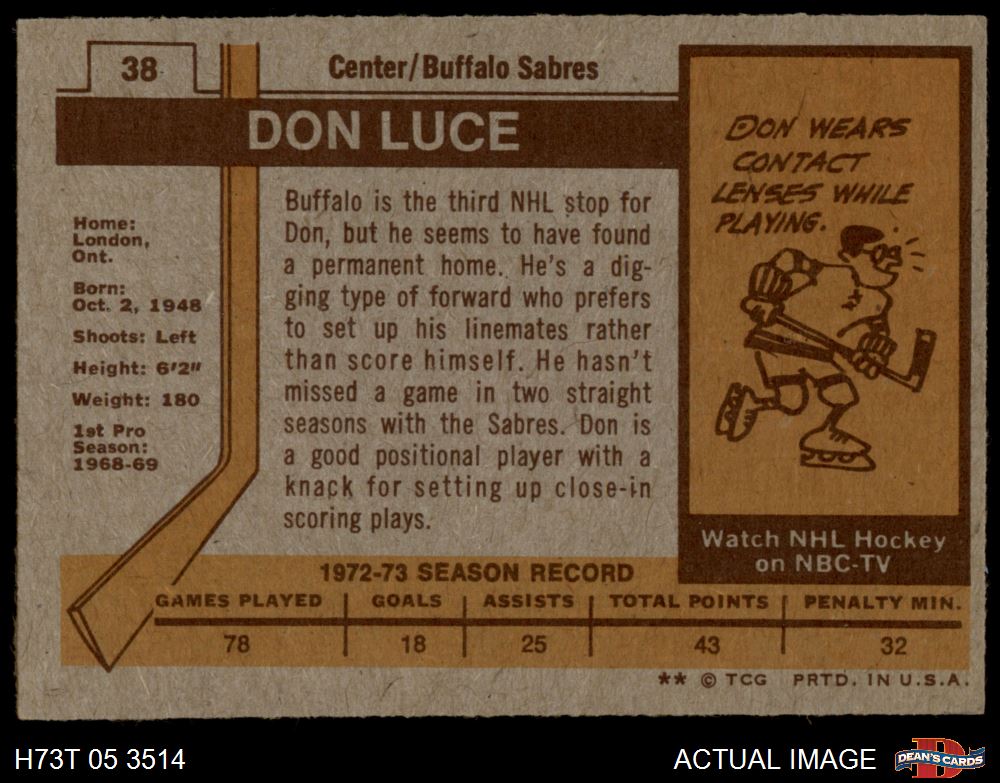 38
Center/Buffalo Sabres
DON LUCE
Home:
London,
Ont.
Born:
Oct. 2, 1948
Shoots: Left
Height: 6'2"
Weight: 180
1st Pro
Season:
1968-69
Buffalo is the third NHL stop for
Don, but he seems to have found
a permanent home. He's a dig-
ging type of forward who prefers
to set up his linemates rather
than score himself. He hasn't
missed a game in two straight
seasons with the Sabres. Don is
a good positional player with a
knack for setting up close-in
scoring plays.
DON WEARS
CONTACT
LENSES WHILE
PLAYING.
Watch NHL Hockey
on NBC-TV
1972-73 SEASON RECORD
GAMES PLAYED GOALS ASSISTS TOTAL POINTS PENALTY MIN.
78 18 25 43 32
** © TCG PRTD. IN U.S.A.
H73T 05 3514
ACTUAL IMAGE
D
DEAN'S CARDS